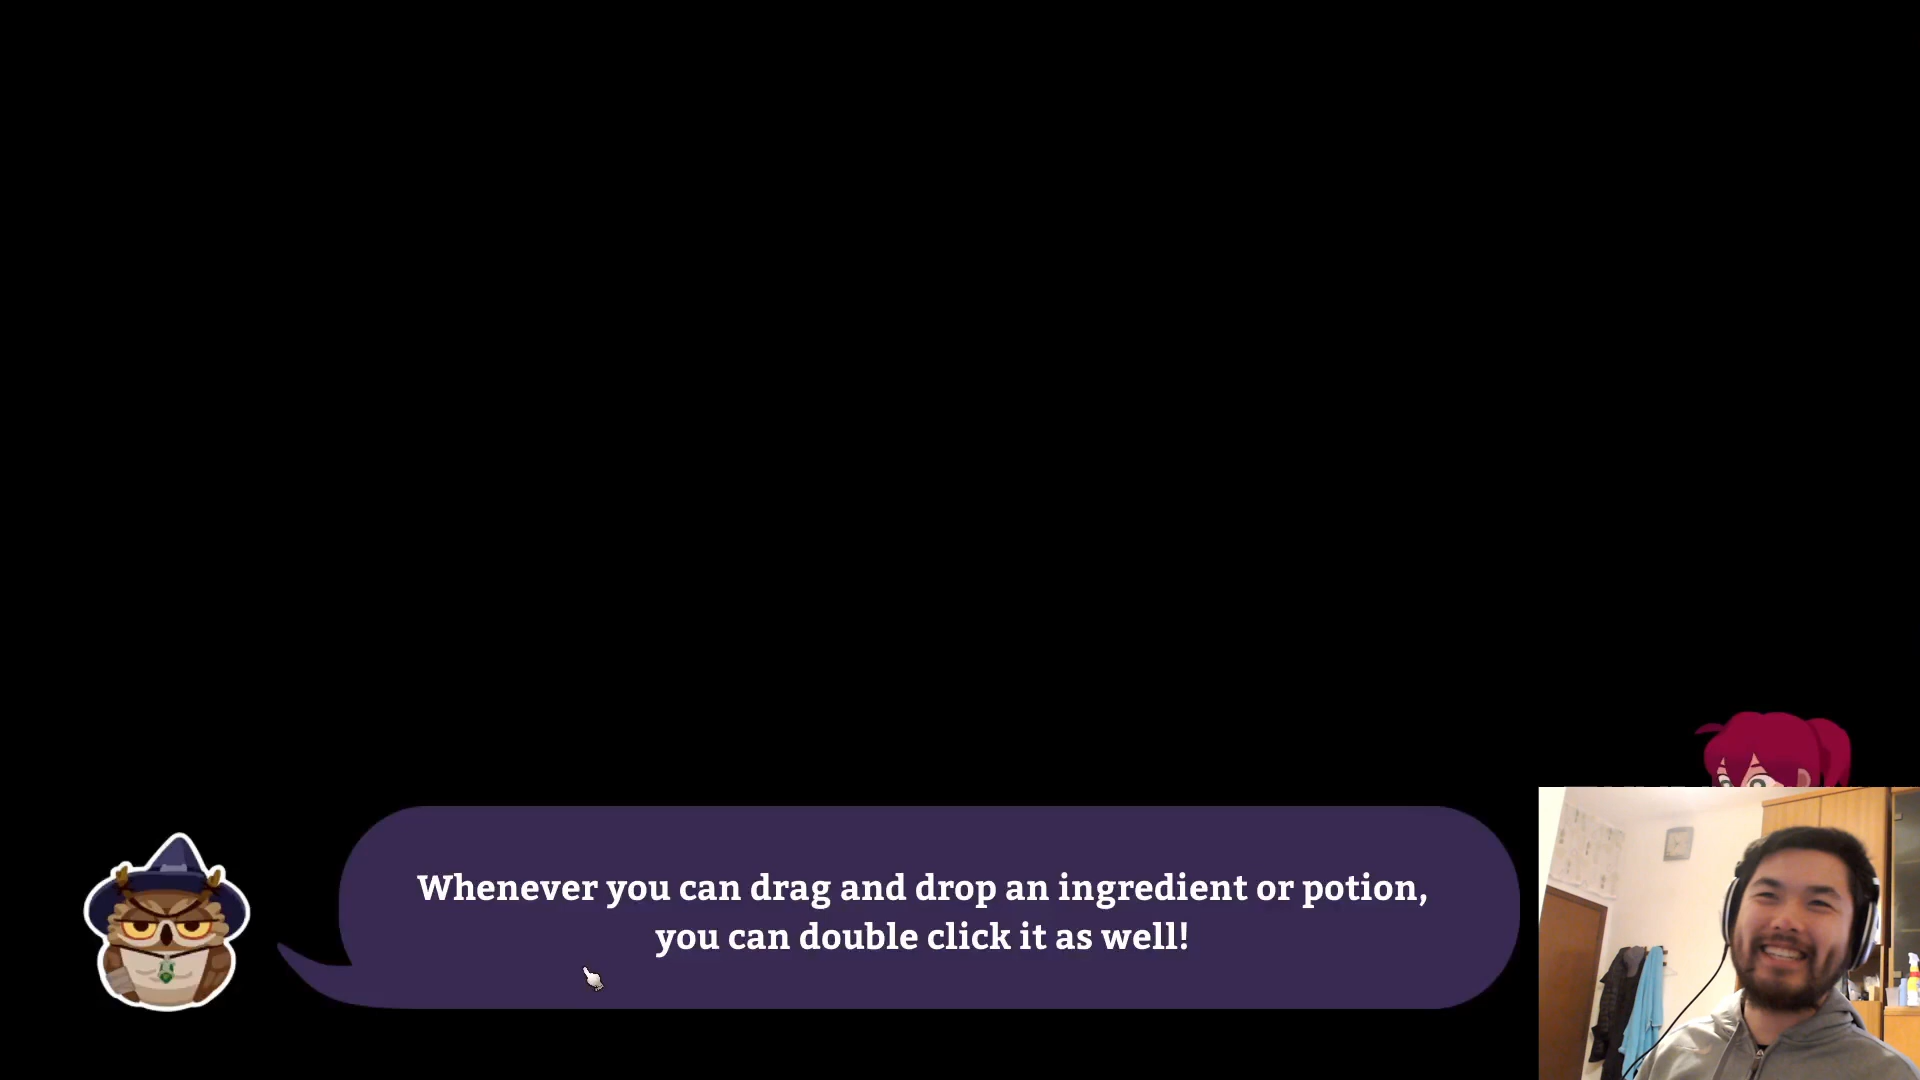 Whenever you can drag and drop an ingredient or potion,
you can double click it as well!